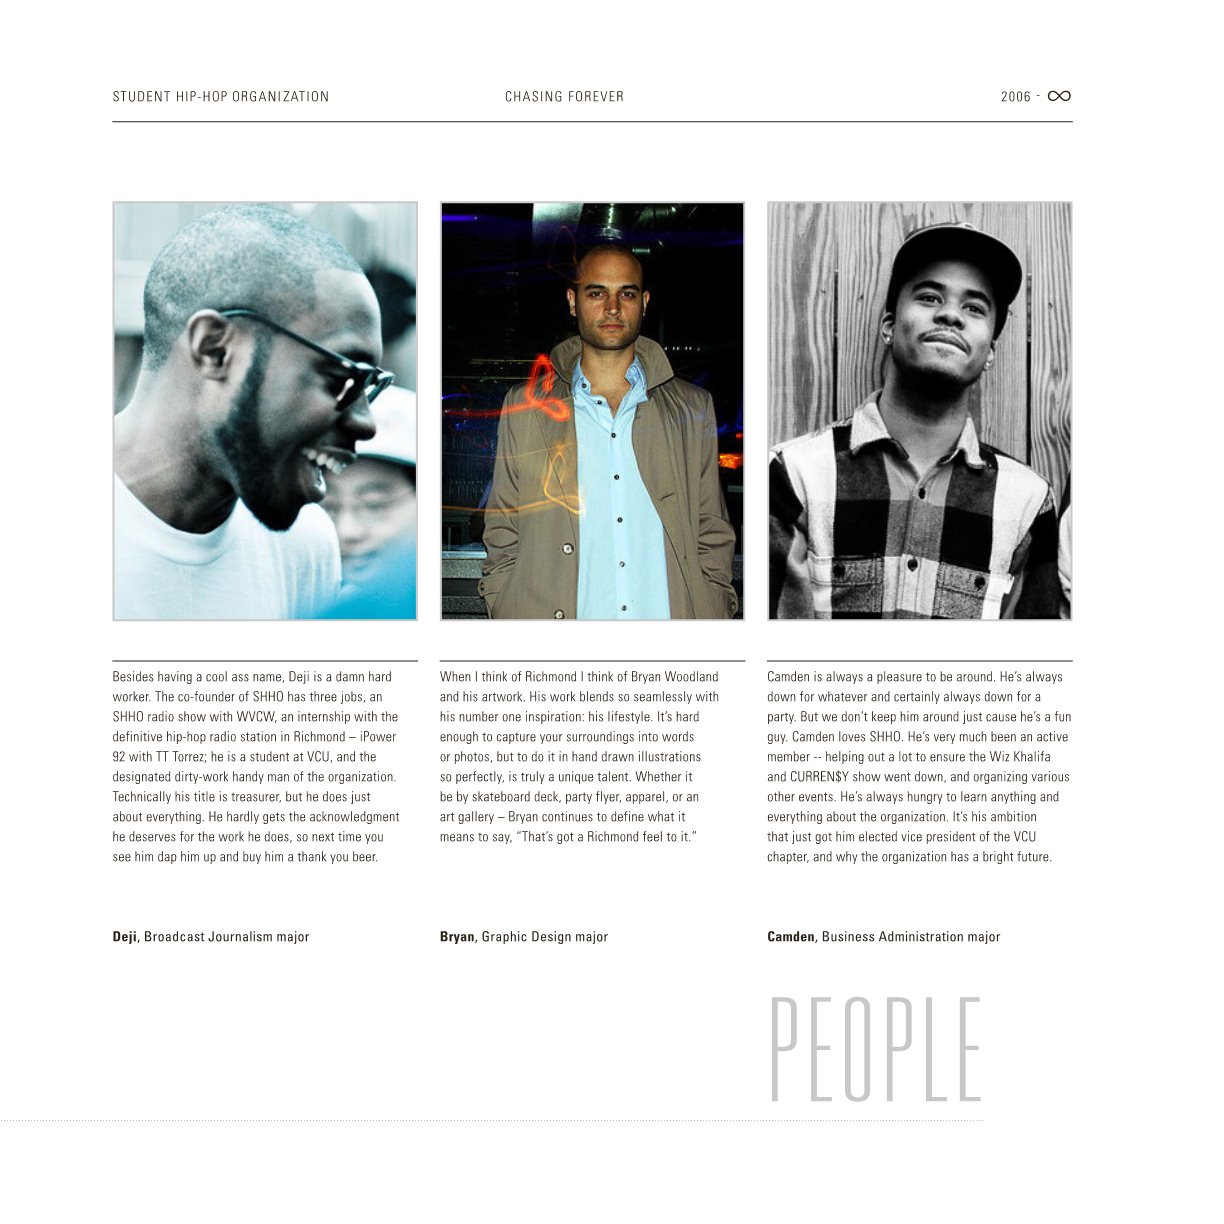 STUDENT HIP-HOP ORGANIZATION
CHASING FOREVER
2006 - ∞
Besides having a cool ass name, Deji is a damn hard
worker. The co-founder of SHHO has three jobs, an
SHHO radio show with WVCW, an internship with the
definitive hip-hop radio station in Richmond – iPower
92 with TT Torrez; he is a student at VCU, and the
designated dirty-work handy man of the organization.
Technically his title is treasurer, but he does just
about everything. He hardly gets the acknowledgment
he deserves for the work he does, so next time you
see him dap him up and buy him a thank you beer.
Deji, Broadcast Journalism major
When I think of Richmond I think of Bryan Woodland
and his artwork. His work blends so seamlessly with
his number one inspiration: his lifestyle. It’s hard
enough to capture your surroundings into words
or photos, but to do it in hand drawn illustrations
so perfectly, is truly a unique talent. Whether it
be by skateboard deck, party flyer, apparel, or an
art gallery – Bryan continues to define what it
means to say, “That’s got a Richmond feel to it.”
Bryan, Graphic Design major
Camden is always a pleasure to be around. He’s always
down for whatever and certainly always down for a
party. But we don’t keep him around just cause he’s a fun
guy. Camden loves SHHO. He’s very much been an active
member -- helping out a lot to ensure the Wiz Khalifa
and CURREN$Y show went down, and organizing various
other events. He’s always hungry to learn anything and
everything about the organization. It’s his ambition
that just got him elected vice president of the VCU
chapter, and why the organization has a bright future.
Camden, Business Administration major
PEOPLE